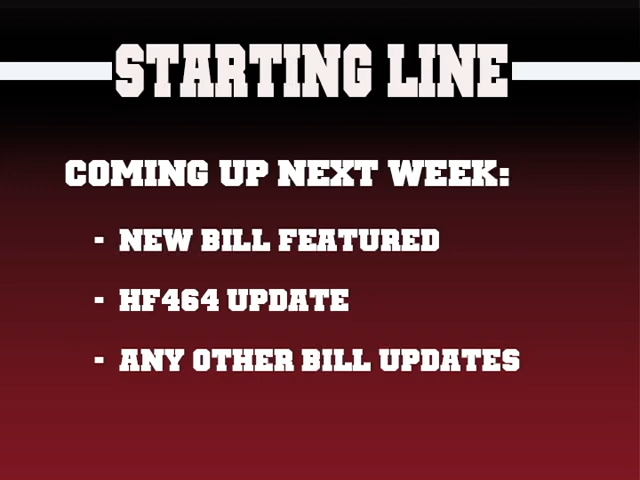 STARTING LINE
COMING UP NEXT WEEK:
- NEW BILL FEATURED
- HF464 UPDATE
- ANY OTHER BILL UPDATES